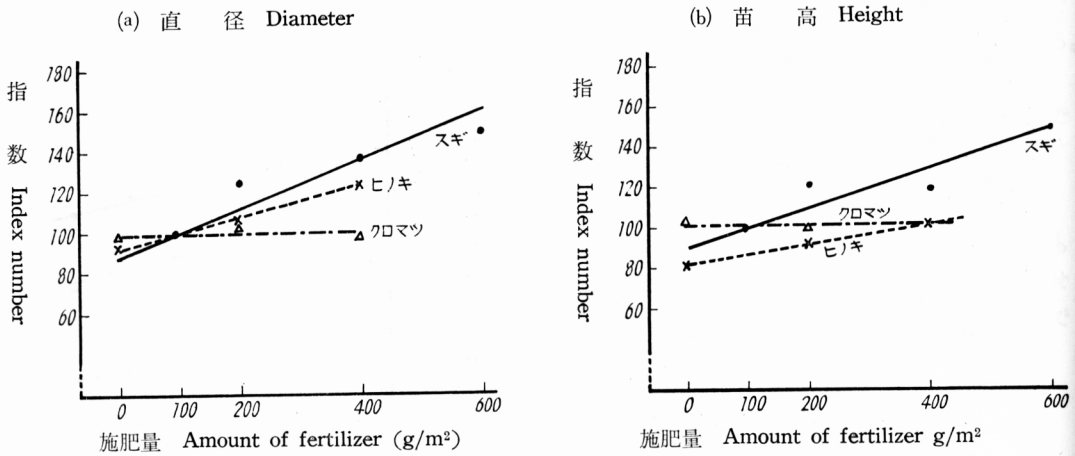 (a) 直 径 Diameter
指数 Index number
180
160
140
120
100
80
60
スギ
ヒノキ
クロマツ
0 100 200 400 600
施肥量 Amount of fertilizer (g/m²)
(b) 苗 高 Height
指数 Index number
180
160
140
120
100
80
60
スギ
クロマツ
ヒノキ
0 100 200 400 600
施肥量 Amount of fertilizer g/m²